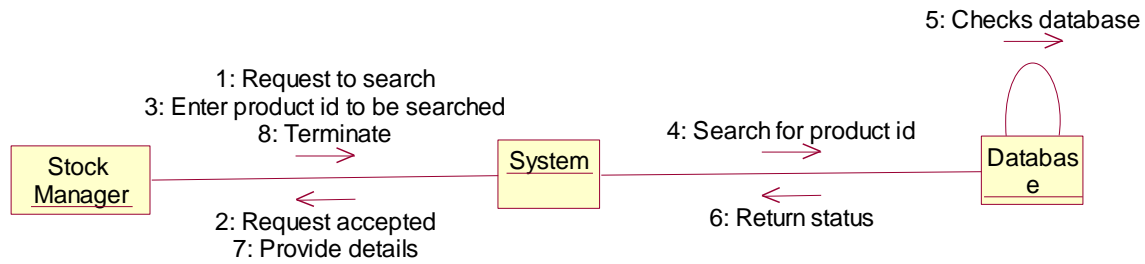 5: Checks database
1: Request to search
3: Enter product id to be searched
8: Terminate
4: Search for product id
Stock
Manager
System
Databas
e
2: Request accepted
7: Provide details
6: Return status